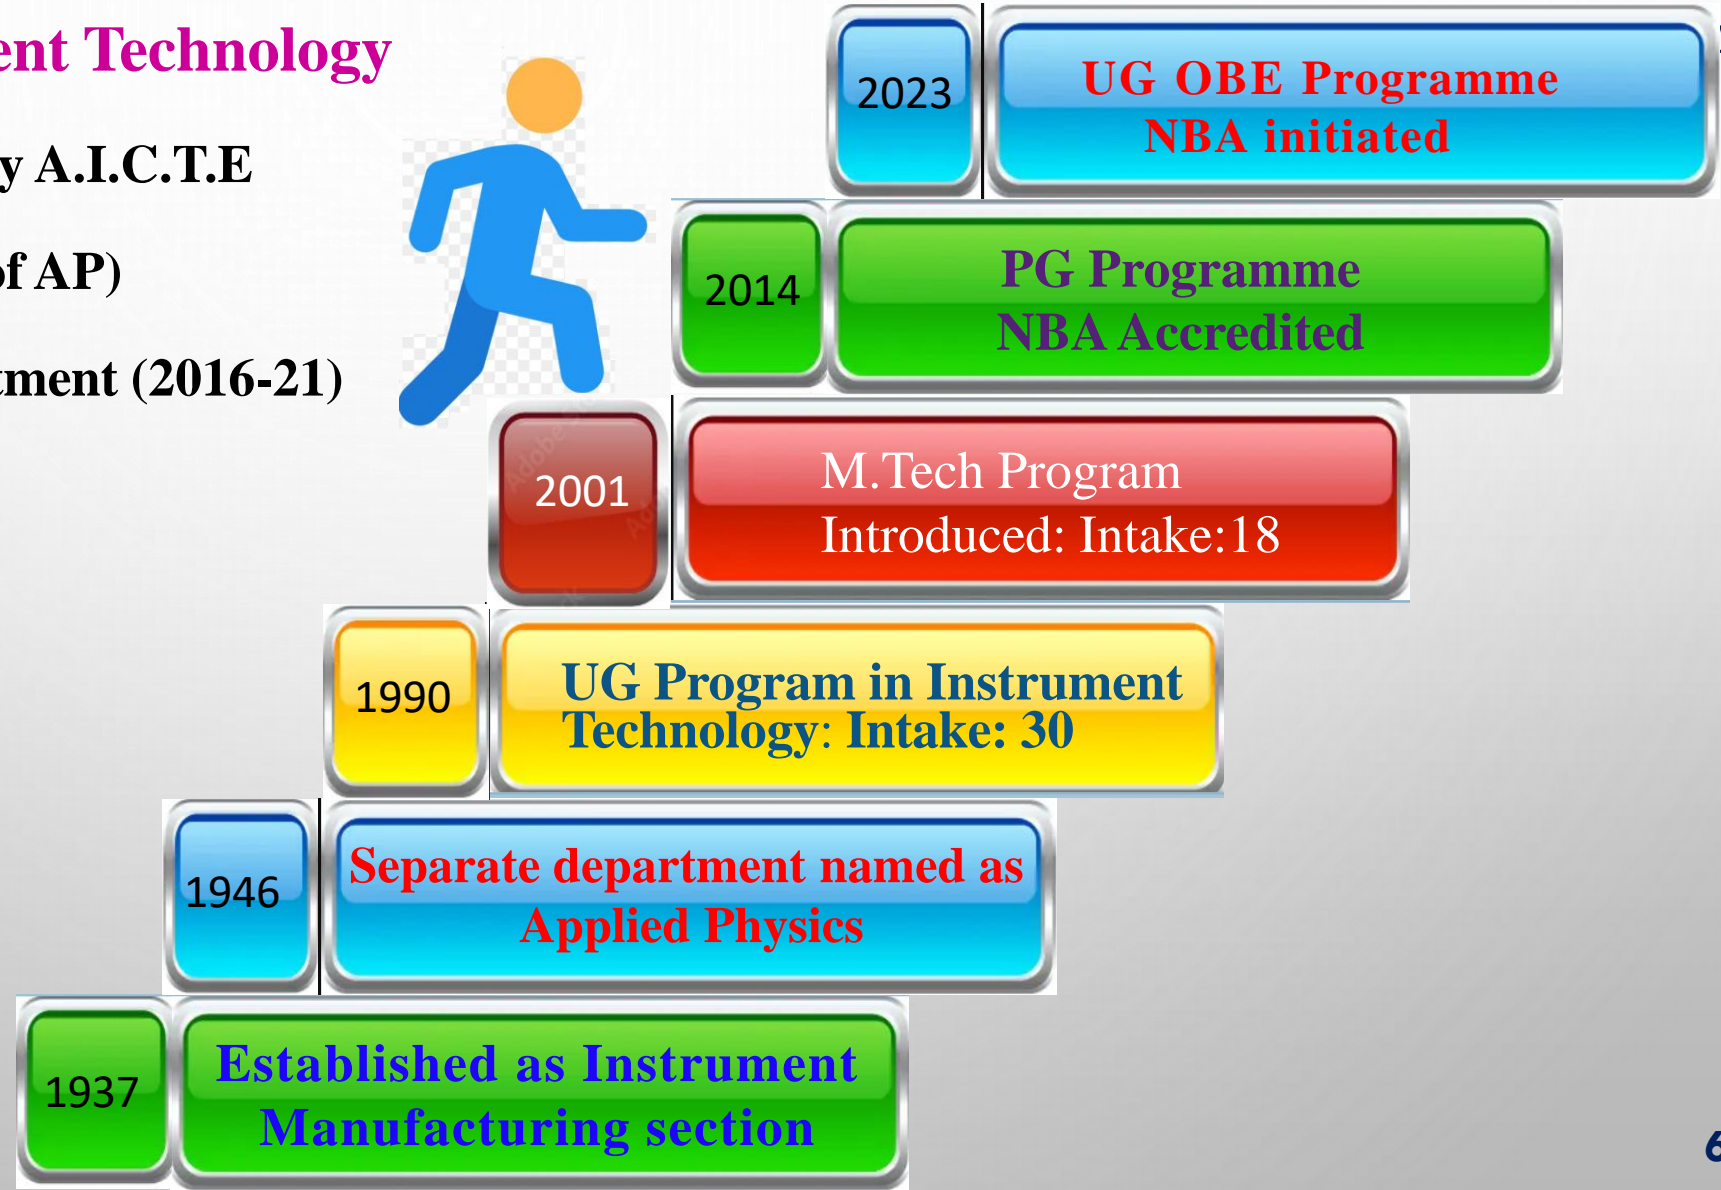 ent Technology
y A.I.C.T.E
of AP)
tment (2016-21)
2023
UG OBE Programme
NBA initiated
2014
PG Programme
NBA Accredited
2001
M.Tech Program
Introduced: Intake:18
1990
UG Program in Instrument
Technology: Intake: 30
1946
Separate department named as
Applied Physics
1937
Established as Instrument
Manufacturing section
6